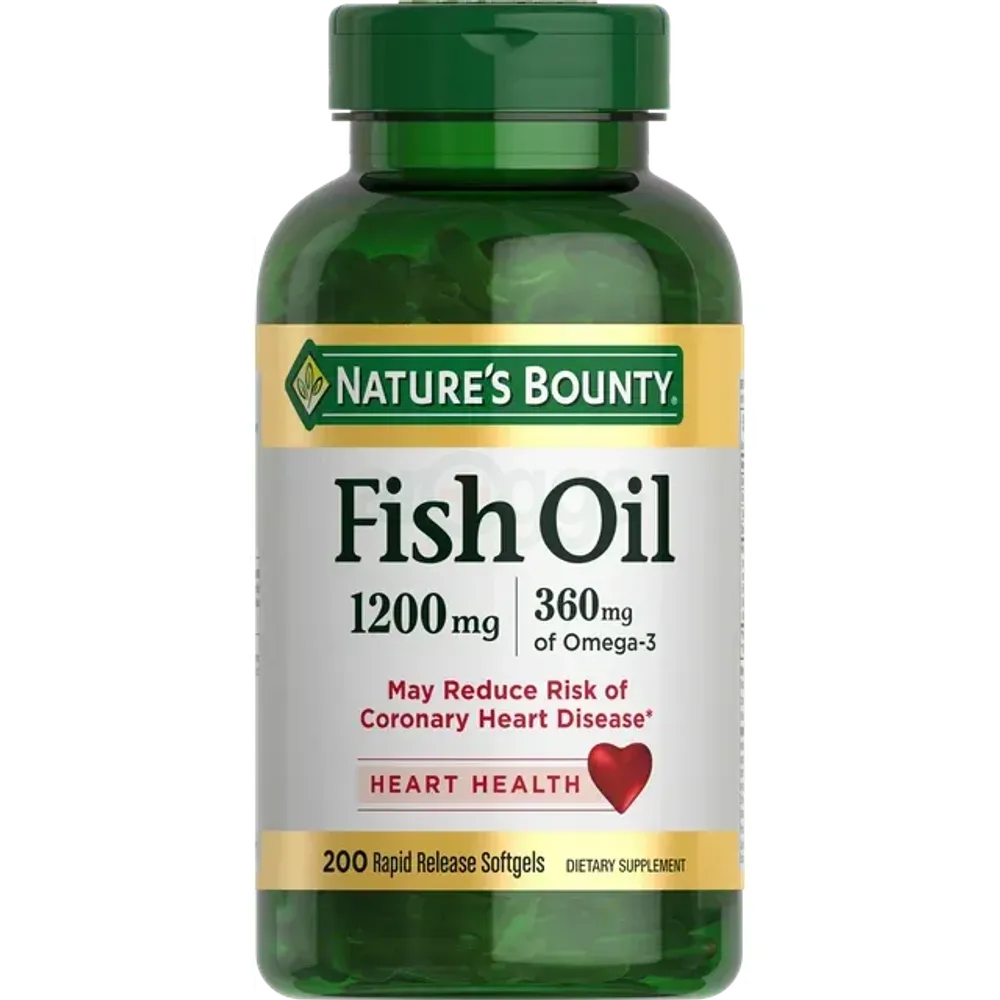 NATURE'S BOUNTY®
Fish Oil
1200 mg
360 mg
of Omega-3
May Reduce Risk of
Coronary Heart Disease*
HEART HEALTH
200 Rapid Release Softgels DIETARY SUPPLEMENT